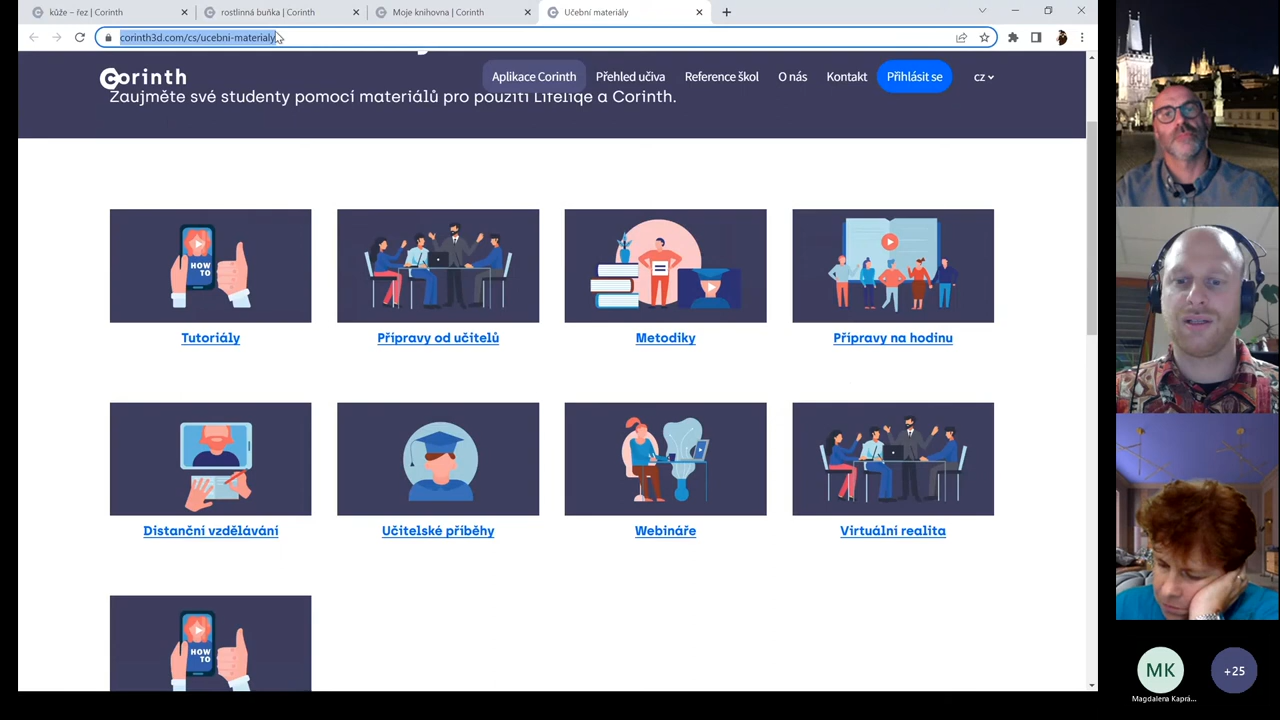 kůže – řez | Corinth
rostlinná buňka | Corinth
Moje knihovna | Corinth
Učební materiály
corinth3d.com/cs/ucebni-materialy
Corinth
Aplikace Corinth
Přehled učiva
Reference škol
O nás
Kontakt
Přihlásit se
cz
Zaujměte své studenty pomocí materiálů pro použití Lifeliqe a Corinth.
HOW
TO
Tutoriály
Přípravy od učitelů
Metodiky
Přípravy na hodinu
Distanční vzdělávání
Učitelské příběhy
Webináře
Virtuální realita
HOW
TO
MK
+25
Magdalena Kaprá...